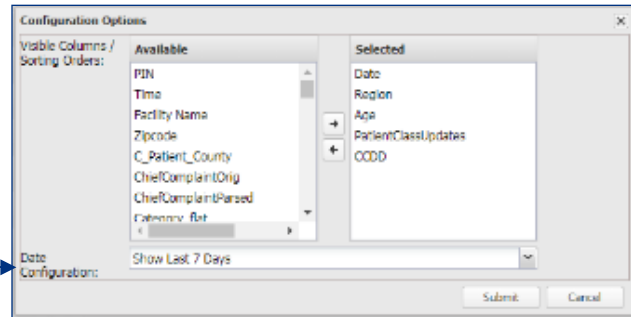 Configuration Options
Visible Columns /
Sorting Orders:
Available
PIN
Time
Facility Name
Zipcode
C_Patient_County
ChiefComplaintOrig
ChiefComplaintParsed
Category_flat
Selected
Date
Region
Age
PatientClassUpdates
CCDD
Date
Configuration:
Show Last 7 Days
Submit
Cancel